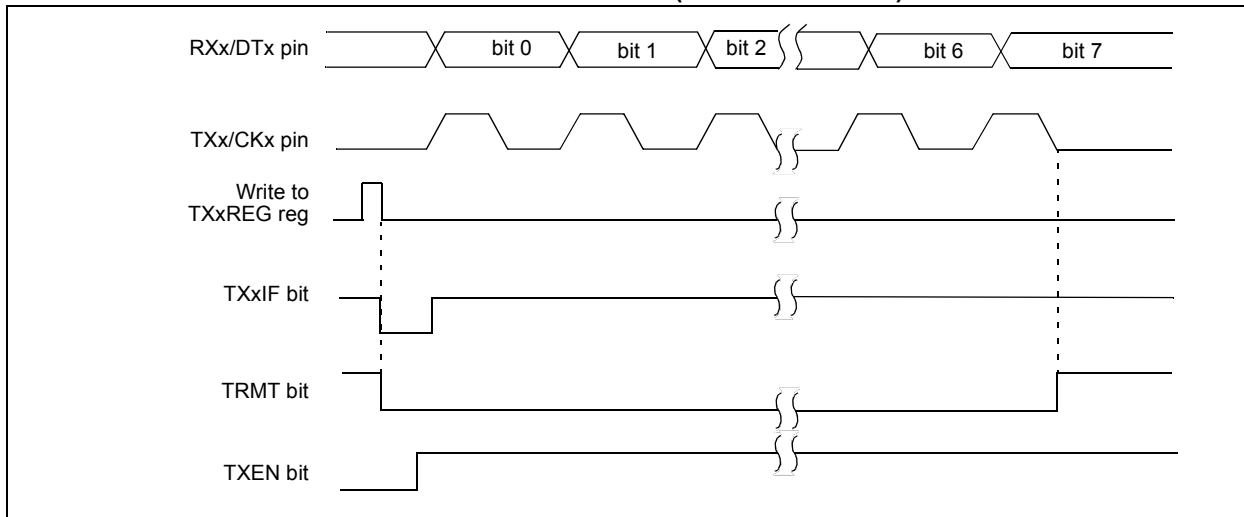 RXx/DTx pin
bit 0
bit 1
bit 2
bit 6
bit 7
TXx/CKx pin
Write to
TXxREG reg
TXxIF bit
TRMT bit
TXEN bit